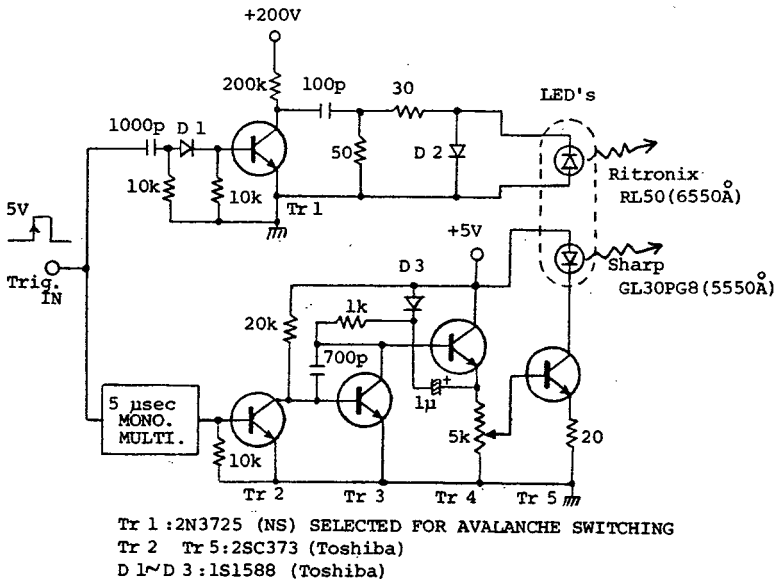 +200V
200k
100p
30
LED's
1000p
D 1
50
D 2
10k
10k
Tr 1
Ritronix
RL50(6550Å)
5V
Trig.
IN
+5V
D 3
Sharp
GL30PG8(5550Å)
1k
20k
700p
+
1μ
5k
20
5 μsec
MONO.
MULTI.
10k
Tr 2
Tr 3
Tr 4
Tr 5
Tr 1:2N3725 (NS) SELECTED FOR AVALANCHE SWITCHING
Tr 2 Tr 5:2SC373 (Toshiba)
D 1~D 3:1S1588 (Toshiba)